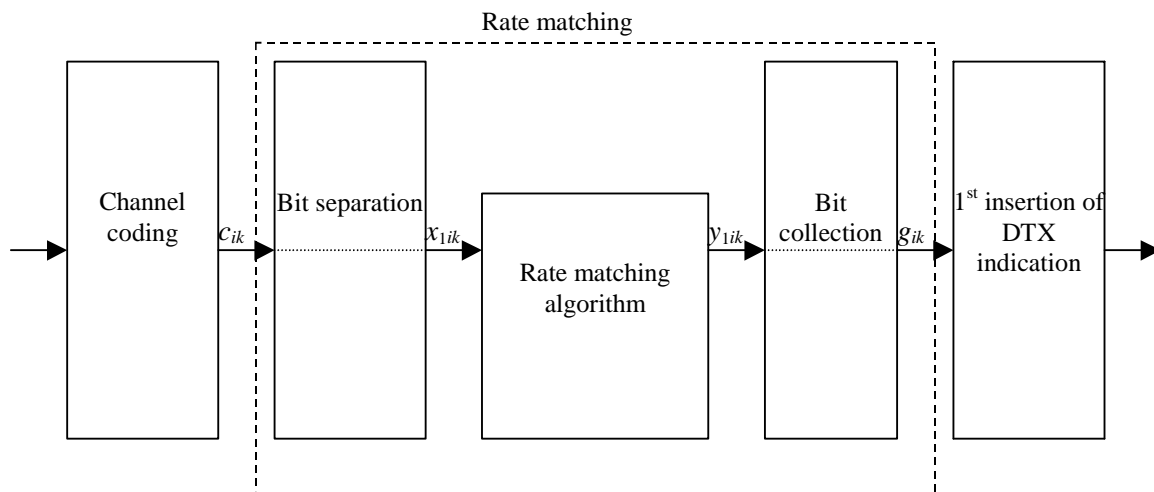 Rate matching
Channel
coding
c_ik
Bit separation
x_1ik
Rate matching
algorithm
y_1ik
Bit
collection
g_ik
1st insertion of
DTX
indication